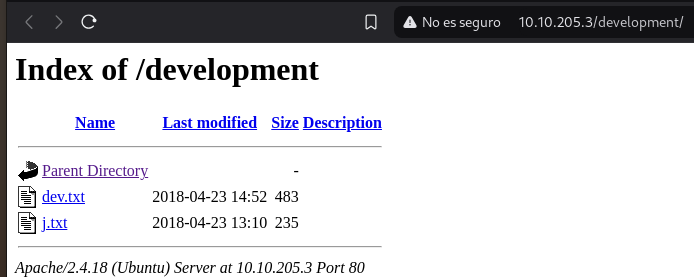 No es seguro 10.10.205.3/development/
Index of /development
Name Last modified Size Description
Parent Directory -
dev.txt 2018-04-23 14:52 483
j.txt 2018-04-23 13:10 235
Apache/2.4.18 (Ubuntu) Server at 10.10.205.3 Port 80